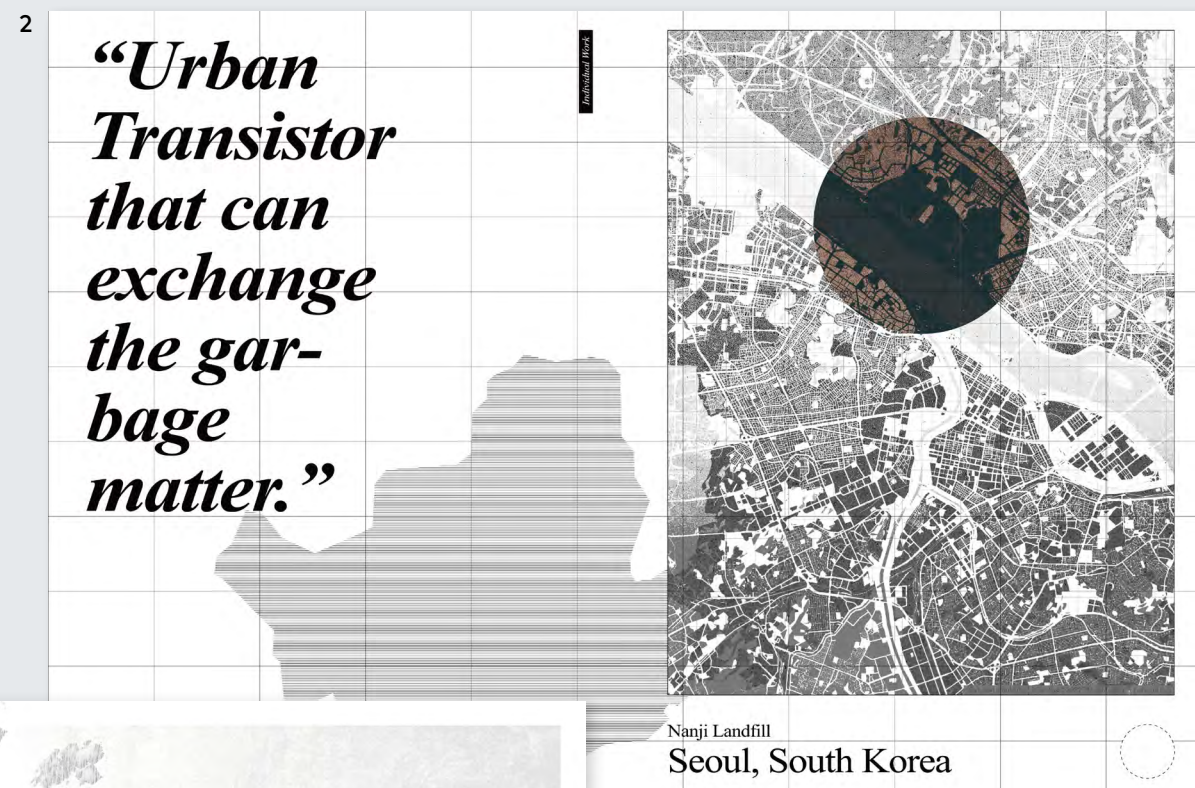 2
“Urban
Transistor
that can
exchange
the gar-
bage
matter.”
Individual Work
Nanji Landfill
Seoul, South Korea